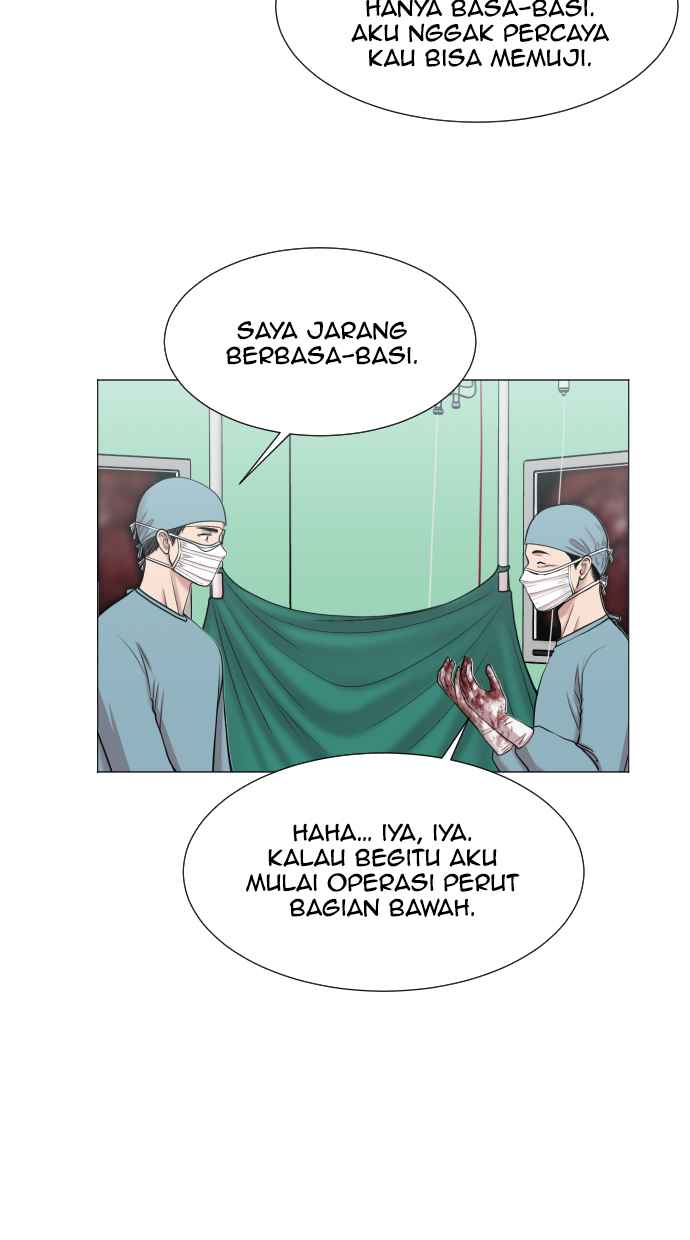 HANYA BASA-BASI.
AKU NGGAK PERCAYA
KAU BISA MEMUJI.
SAYA JARANG
BERBASA-BASI.
HAHA... IYA, IYA.
KALAU BEGITU AKU
MULAI OPERASI PERUT
BAGIAN BAWAH.